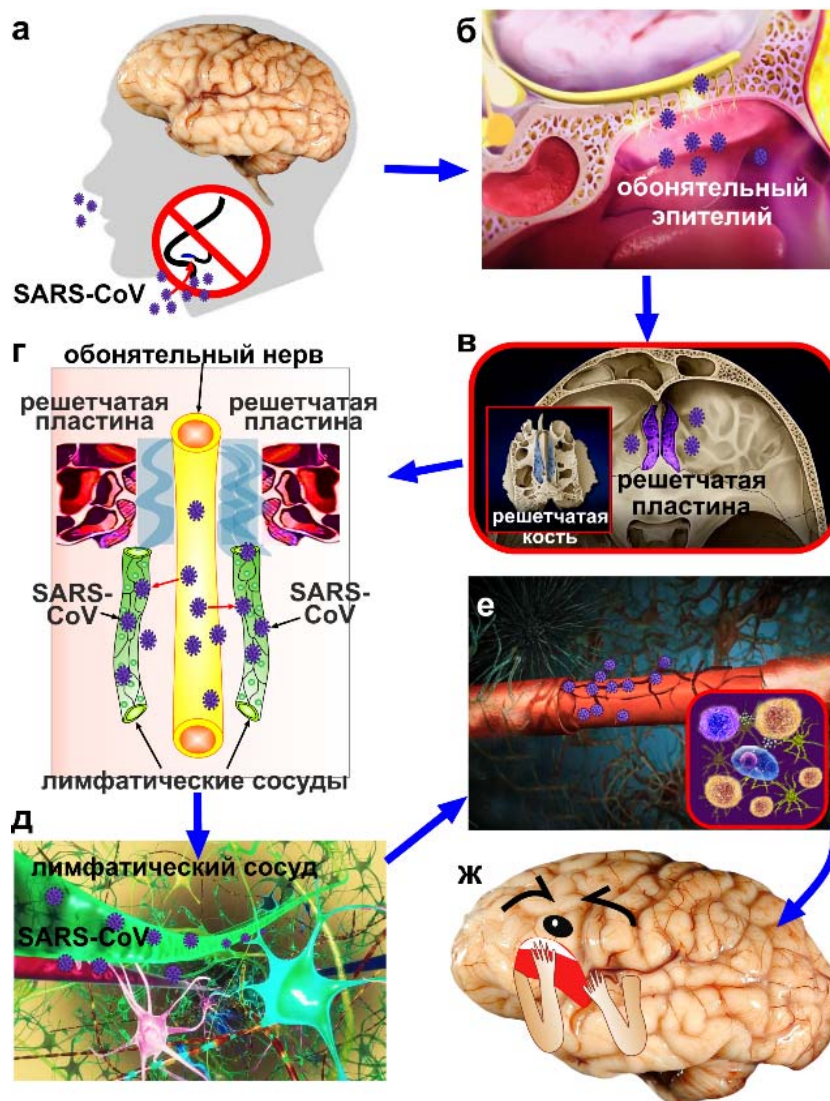 а
SARS-CoV
б
обонятельный
эпителий
в
решетчатая
пластина
решетчатая
кость
г
обонятельный нерв
решетчатая
пластина
решетчатая
пластина
SARS-
CoV
SARS-
CoV
лимфатические сосуды
д
лимфатический сосуд
SARS-CoV
е
ж